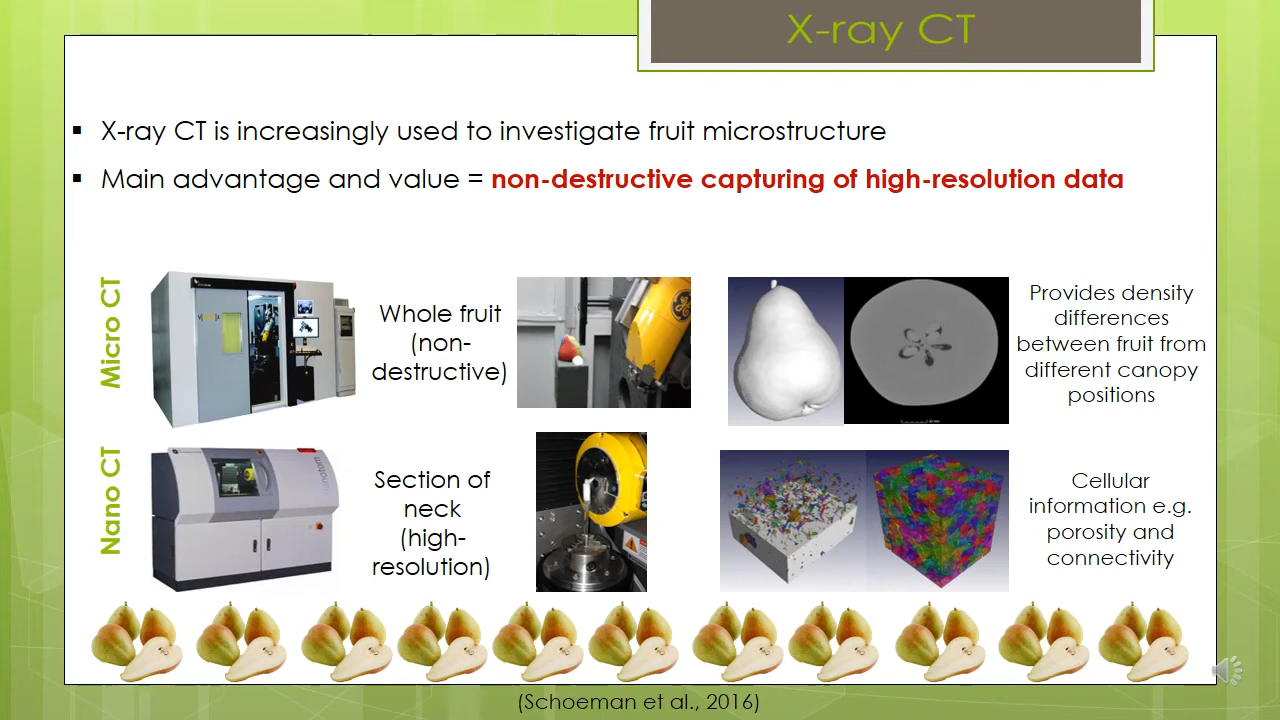 X-ray CT
X-ray CT is increasingly used to investigate fruit microstructure
Main advantage and value = non-destructive capturing of high-resolution data
Micro CT
Whole fruit
(non-
destructive)
Provides density
differences
between fruit from
different canopy
positions
Nano CT
nanotom
Section of
neck
(high-
resolution)
Cellular
information e.g.
porosity and
connectivity
(Schoeman et al., 2016)